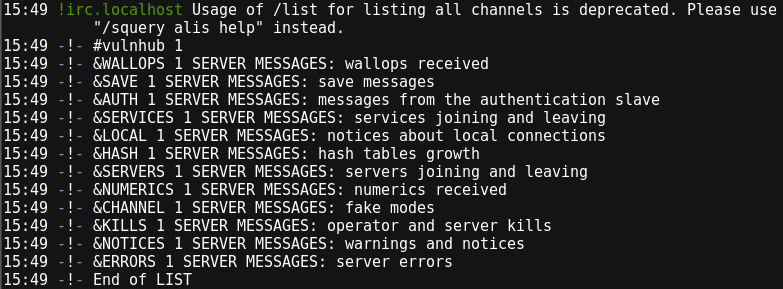 15:49 !irc.localhost Usage of /list for listing all channels is deprecated. Please use
"/squery alis help" instead.
15:49 -!- #vulnhub 1
15:49 -!- &WALLOPS 1 SERVER MESSAGES: wallops received
15:49 -!- &SAVE 1 SERVER MESSAGES: save messages
15:49 -!- &AUTH 1 SERVER MESSAGES: messages from the authentication slave
15:49 -!- &SERVICES 1 SERVER MESSAGES: services joining and leaving
15:49 -!- &LOCAL 1 SERVER MESSAGES: notices about local connections
15:49 -!- &HASH 1 SERVER MESSAGES: hash tables growth
15:49 -!- &SERVERS 1 SERVER MESSAGES: servers joining and leaving
15:49 -!- &NUMERICS 1 SERVER MESSAGES: numerics received
15:49 -!- &CHANNEL 1 SERVER MESSAGES: fake modes
15:49 -!- &KILLS 1 SERVER MESSAGES: operator and server kills
15:49 -!- &NOTICES 1 SERVER MESSAGES: warnings and notices
15:49 -!- &ERRORS 1 SERVER MESSAGES: server errors
15:49 -!- End of LIST